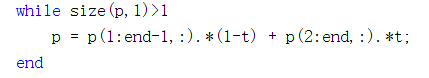 while size(p,1)>1
    p = p(1:end-1,:).*(1-t) + p(2:end,:).*t;
end